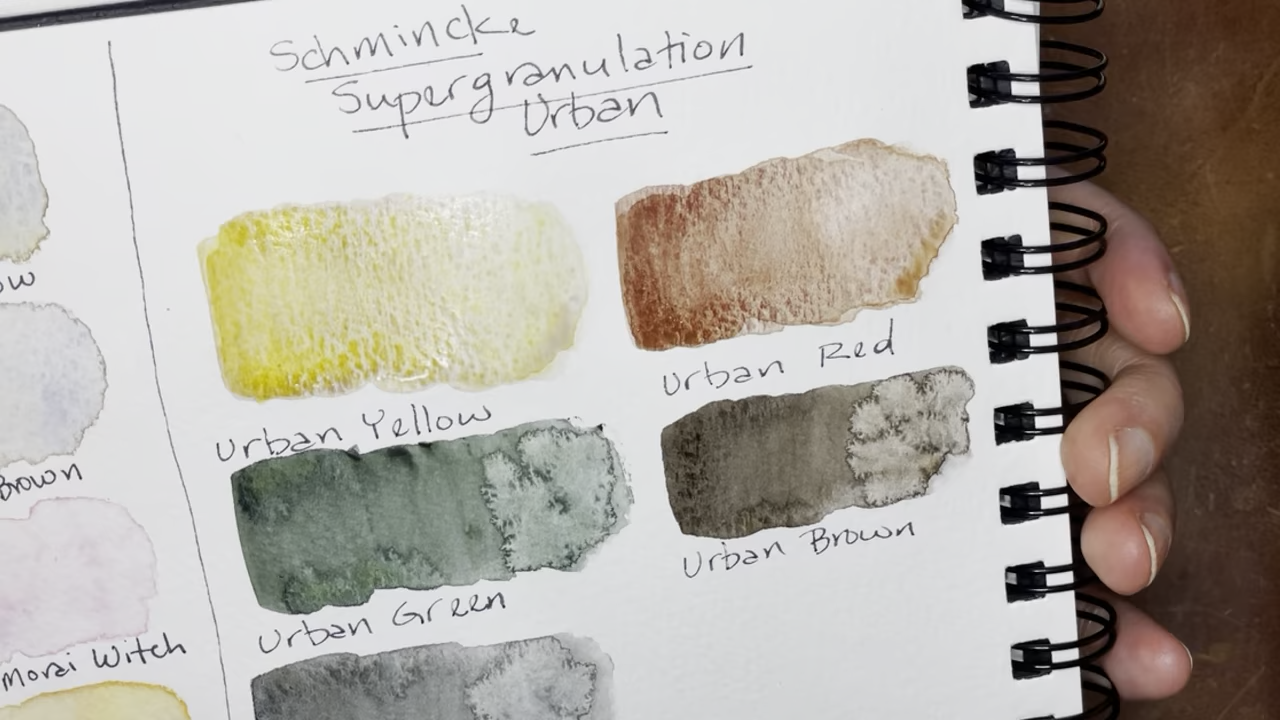 Schmincke
Supergranulation
Urban
ow
Urban Red
Urban Yellow
Brown
Urban Brown
Urban Green
Morai Witch